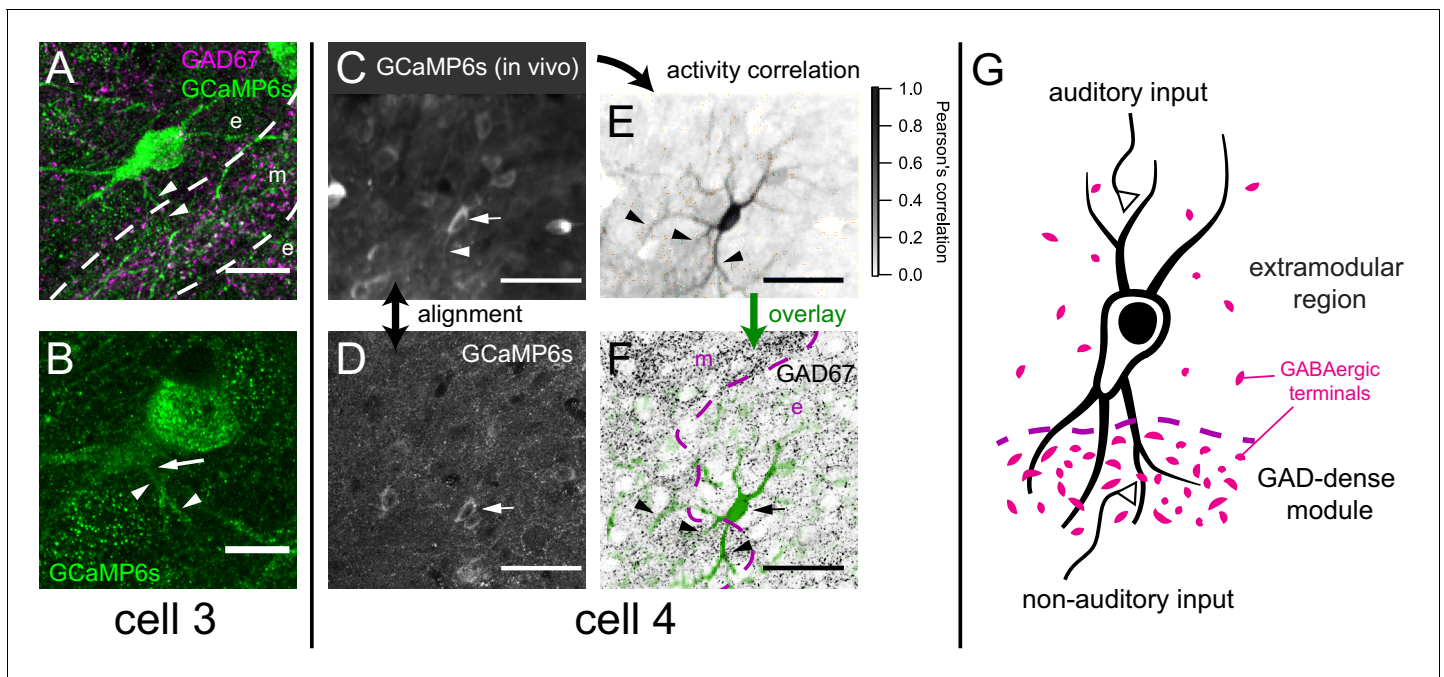 A
GAD67
GCaMP6s
e
m
e
B
GCaMP6s
cell 3
C
GCaMP6s (in vivo)
alignment
D
GCaMP6s
activity correlation
E
1.0
0.8
0.6
0.4
0.2
0.0
Pearson's correlation
overlay
F
m
GAD67
e
cell 4
G
auditory input
extramodular
region
GABAergic
terminals
GAD-dense
module
non-auditory input